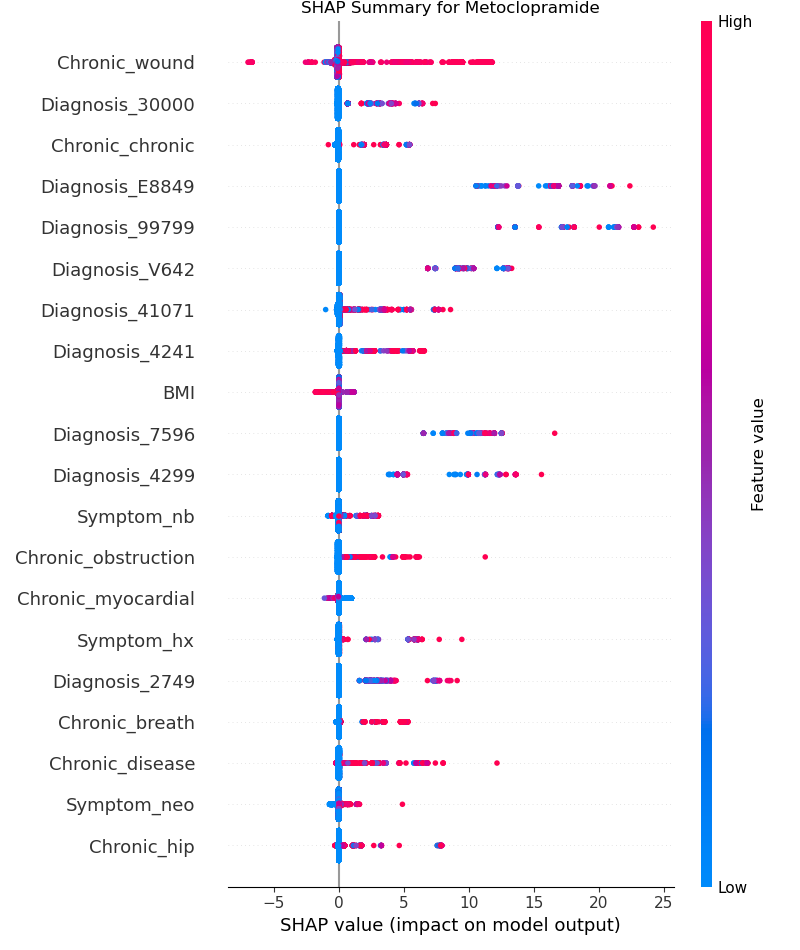 SHAP Summary for Metoclopramide
High
Chronic_wound
Diagnosis_30000
Chronic_chronic
Diagnosis_E8849
Diagnosis_99799
Diagnosis_V642
Diagnosis_41071
Diagnosis_4241
BMI
Diagnosis_7596
Diagnosis_4299
Symptom_nb
Chronic_obstruction
Chronic_myocardial
Symptom_hx
Diagnosis_2749
Chronic_breath
Chronic_disease
Symptom_neo
Chronic_hip
Feature value
Low
−5 0 5 10 15 20 25
SHAP value (impact on model output)